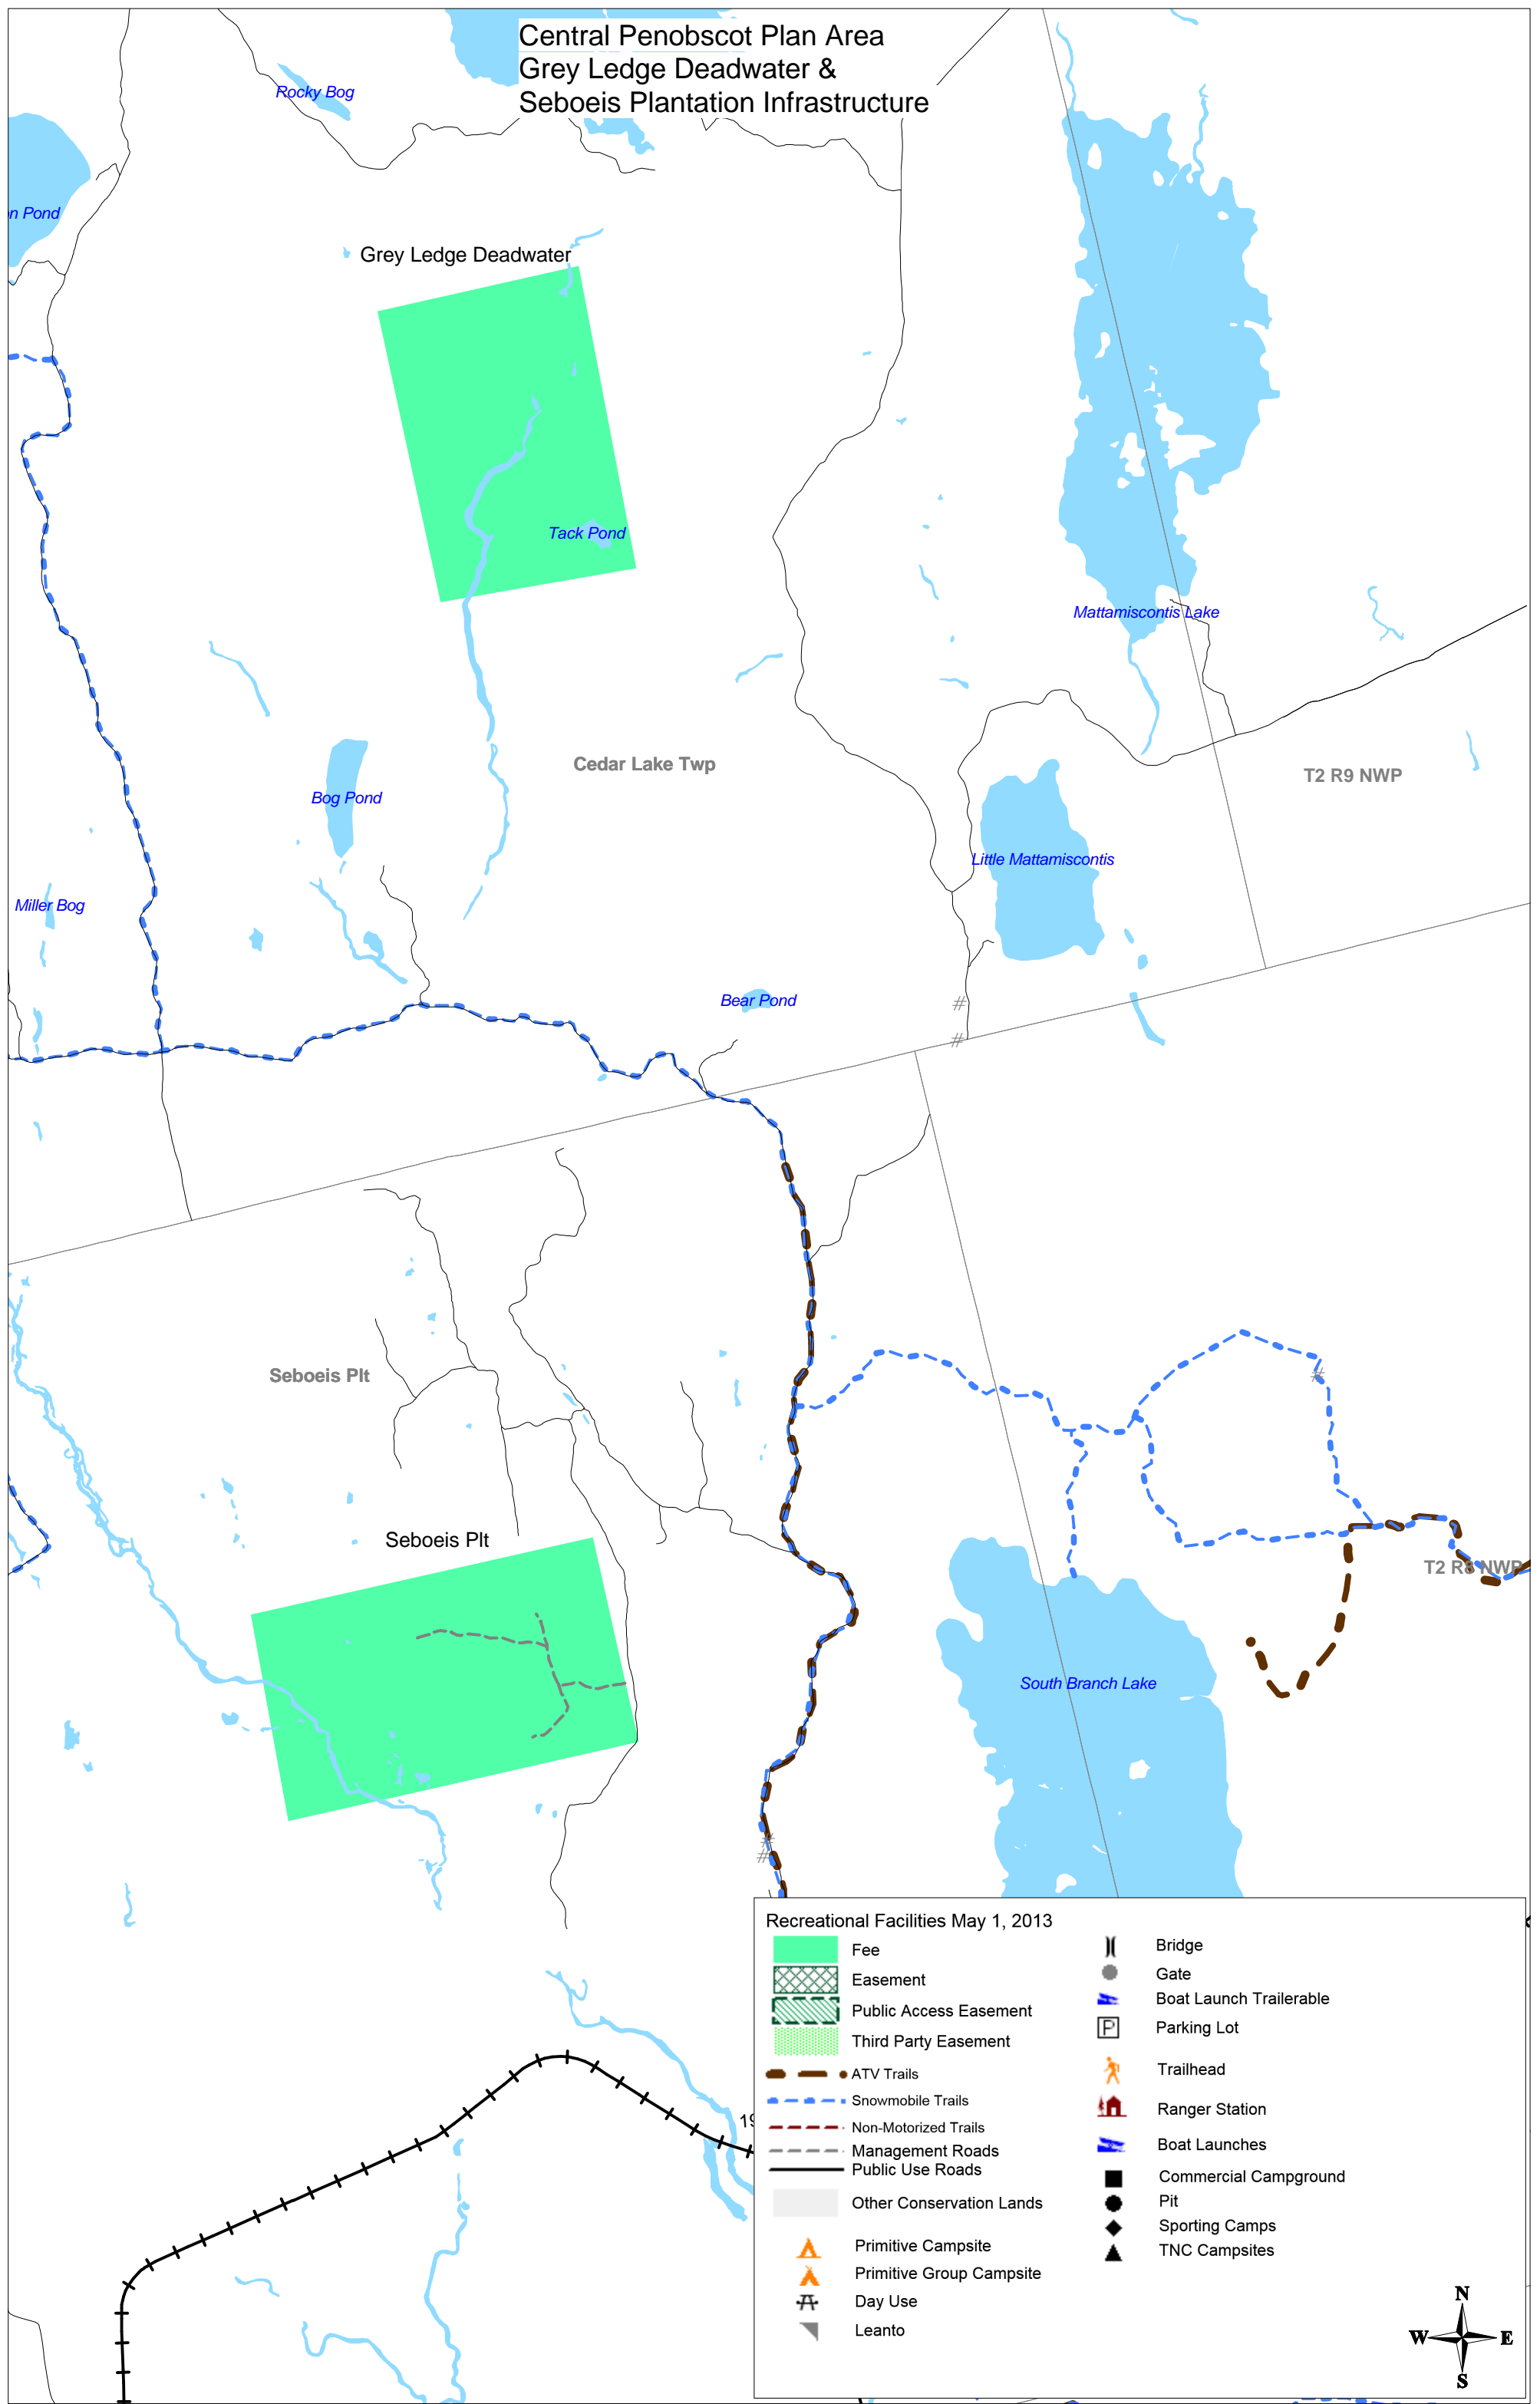 Central Penobscot Plan Area
Grey Ledge Deadwater &
Seboeis Plantation Infrastructure
Rocky Bog
n Pond
Grey Ledge Deadwater
Tack Pond
Mattamiscontis Lake
Cedar Lake Twp
T2 R9 NWP
Bog Pond
Little Mattamiscontis
Miller Bog
Bear Pond
#
#
Seboeis Plt
#
Seboeis Plt
T2 R8 NWP
South Branch Lake
#
#
Recreational Facilities May 1, 2013
Fee
Easement
Public Access Easement
Third Party Easement
ATV Trails
Snowmobile Trails
Non-Motorized Trails
Management Roads
Public Use Roads
Other Conservation Lands
Primitive Campsite
Primitive Group Campsite
Day Use
Leanto
Bridge
Gate
Boat Launch Trailerable
P Parking Lot
Trailhead
Ranger Station
Boat Launches
Commercial Campground
Pit
Sporting Camps
TNC Campsites
19
N
W E
S